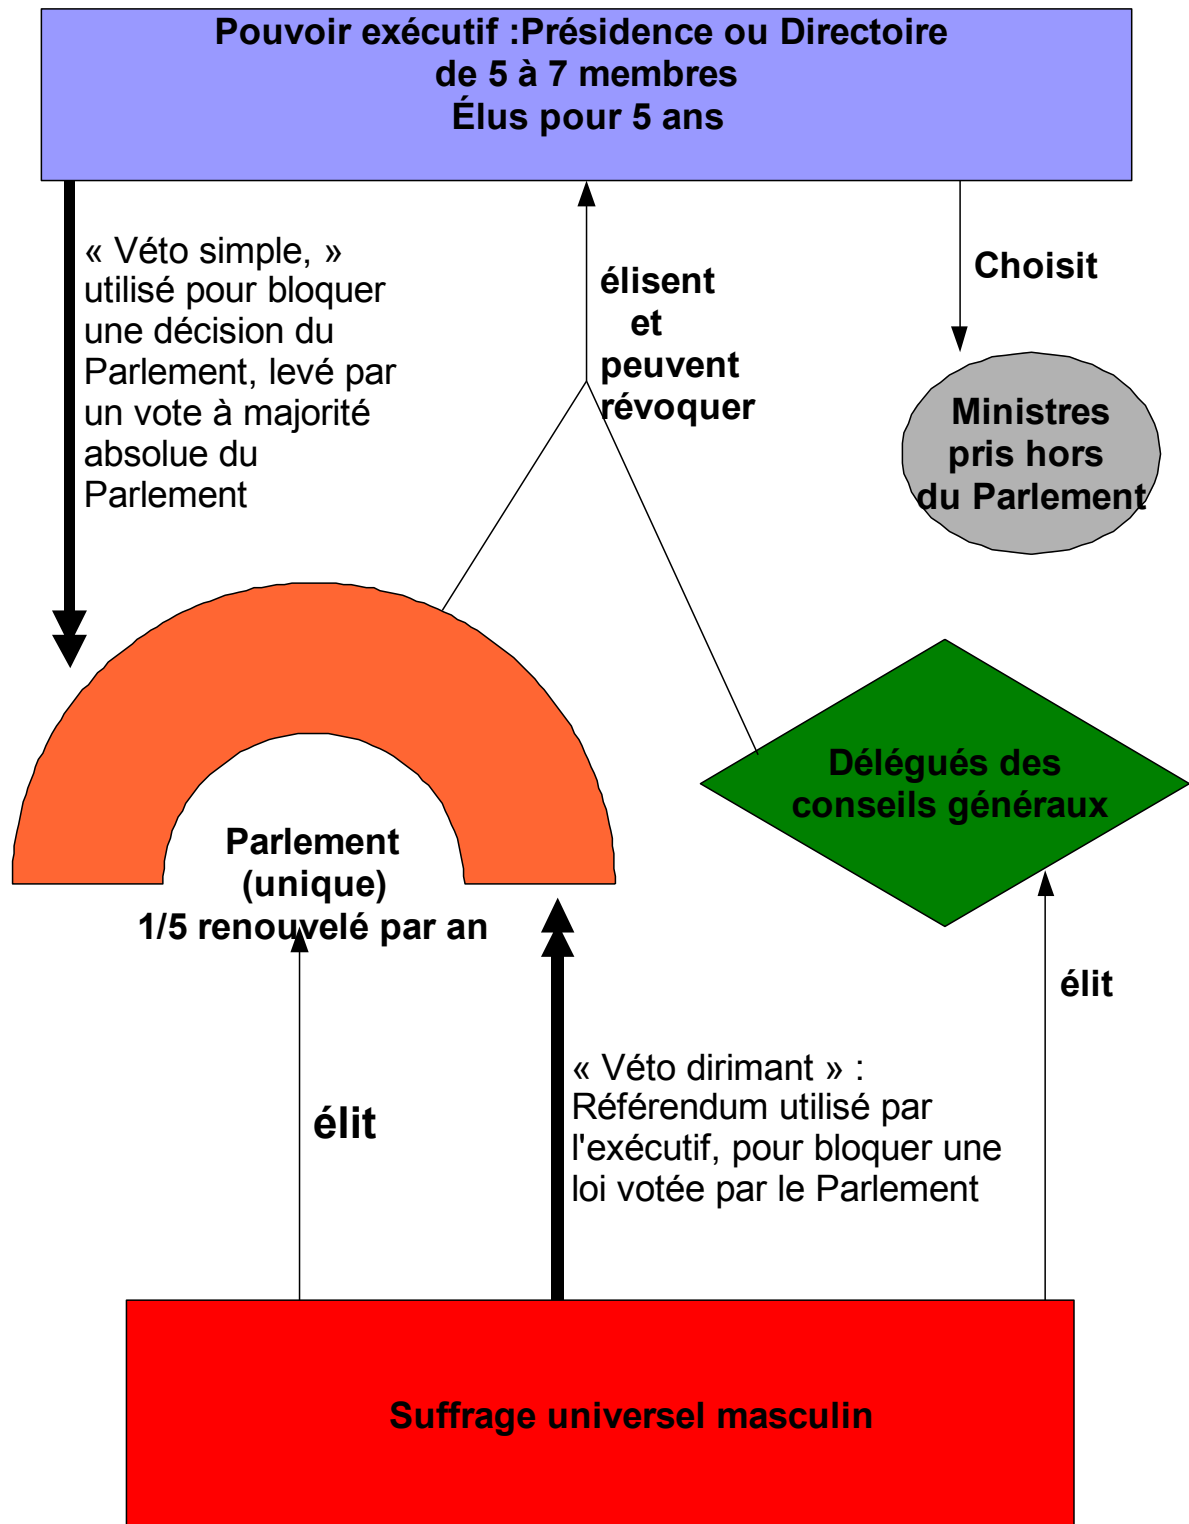 Pouvoir exécutif :Présidence ou Directoire
de 5 à 7 membres
Élus pour 5 ans
« Véto simple, »
utilisé pour bloquer
une décision du
Parlement, levé par
un vote à majorité
absolue du
Parlement
élisent
et
peuvent
révoquer
Choisit
Ministres
pris hors
du Parlement
Délégués des
conseils généraux
Parlement
(unique)
1/5 renouvelé par an
élit
« Véto dirimant » :
Référendum utilisé par
l'exécutif, pour bloquer une
loi votée par le Parlement
élit
Suffrage universel masculin